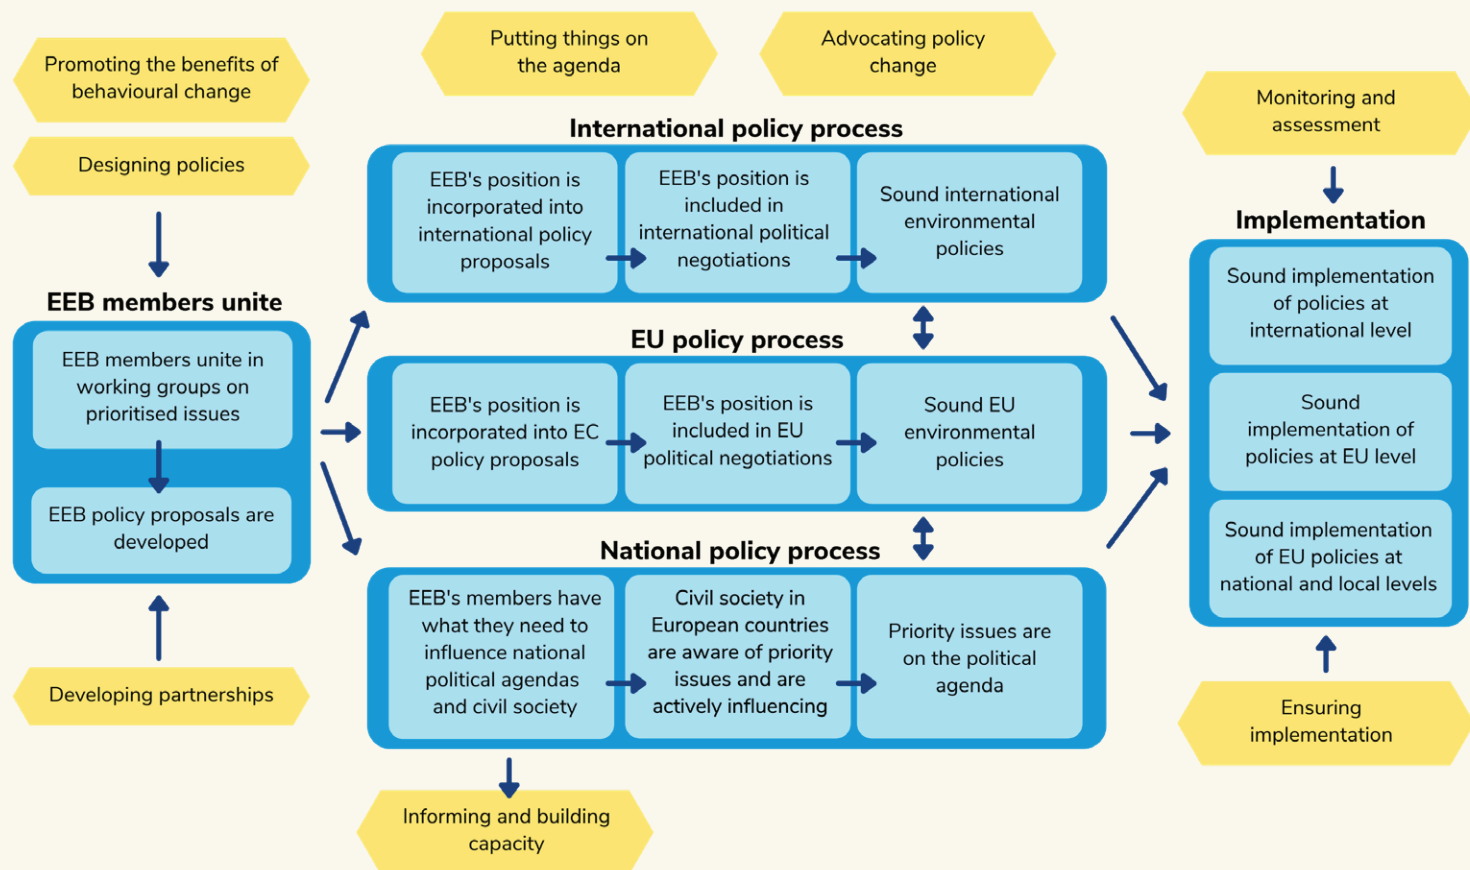 Promoting the benefits of
behavioural change
Designing policies
Putting things on
the agenda
Advocating policy
change
Monitoring and
assessment
EEB members unite
EEB members unite in
working groups on
prioritised issues
EEB policy proposals are
developed
Developing partnerships
International policy process
EEB's position is
incorporated into
international policy
proposals
EEB's position is
included in
international political
negotiations
Sound international
environmental
policies
EU policy process
EEB's position is
incorporated into EC
policy proposals
EEB's position is
included in EU
political negotiations
Sound EU
environmental
policies
National policy process
EEB's members have
what they need to
influence national
political agendas
and civil society
Civil society in
European countries
are aware of priority
issues and are
actively influencing
Priority issues are
on the political
agenda
Informing and building
capacity
Implementation
Sound implementation
of policies at
international level
Sound
implementation of
policies at EU level
Sound implementation
of EU policies at
national and local levels
Ensuring
implementation